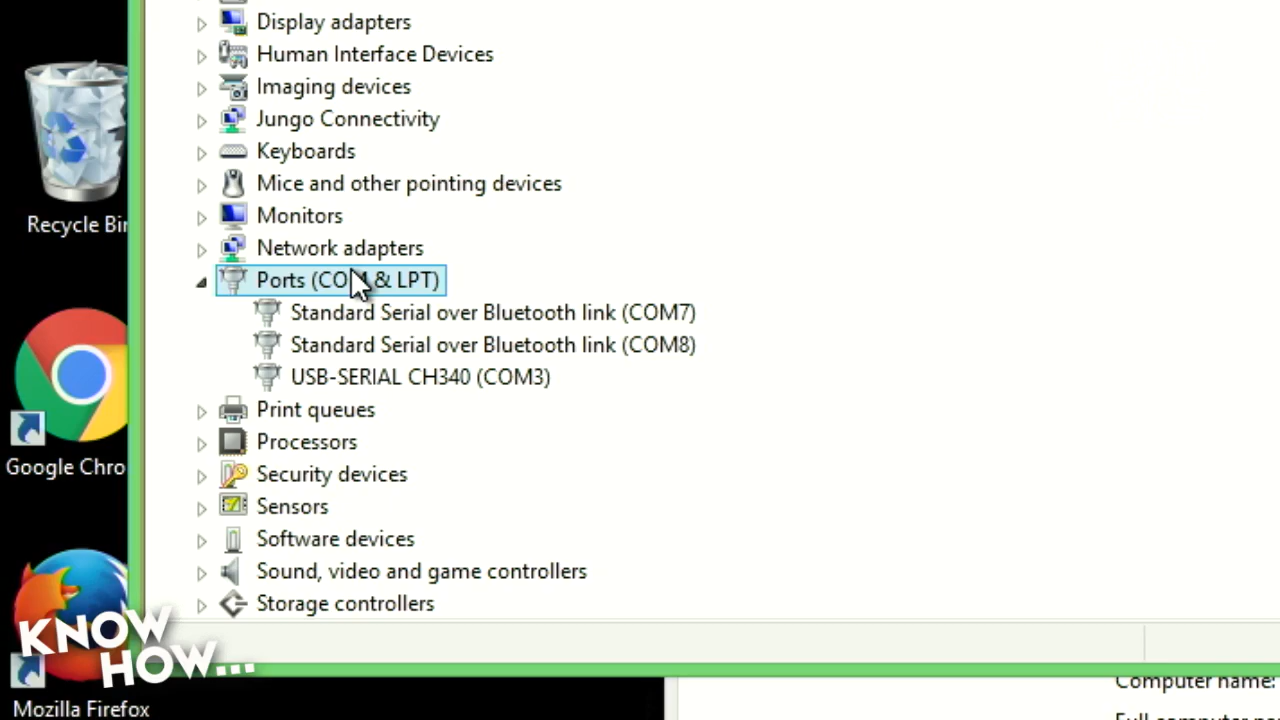 Display adapters
Human Interface Devices
Imaging devices
Jungo Connectivity
Keyboards
Mice and other pointing devices
Monitors
Network adapters
Ports (COM & LPT)
Standard Serial over Bluetooth link (COM7)
Standard Serial over Bluetooth link (COM8)
USB-SERIAL CH340 (COM3)
Print queues
Processors
Security devices
Sensors
Software devices
Sound, video and game controllers
Storage controllers
Recycle Bin
Google Chro
Mozilla Firefox
KNOW
HOW...
Computer name: